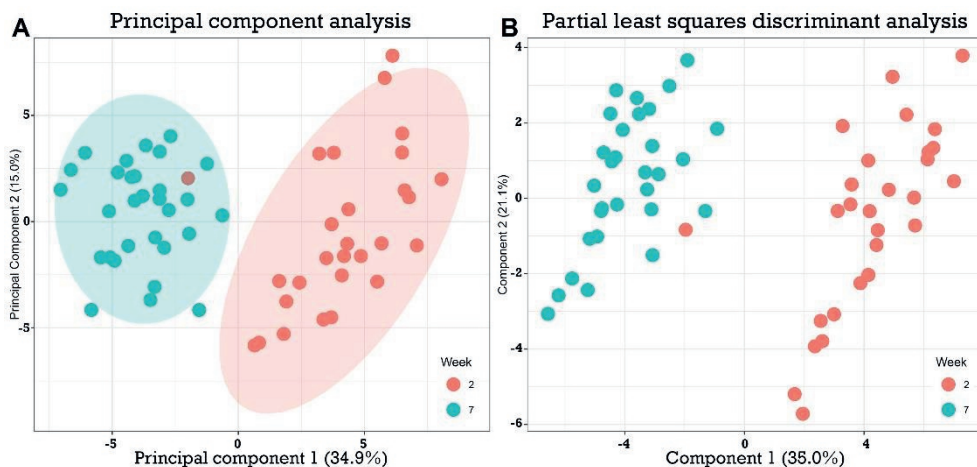 A
Principal component analysis
Principal Component 2 (15.0%)
5
0
-5
-5
0
5
Principal component 1 (34.9%)
Week
2
7
B
Partial least squares discriminant analysis
Component 2 (21.1%)
4
2
0
-2
-4
-6
-4
0
4
Component 1 (35.0%)
Week
2
7